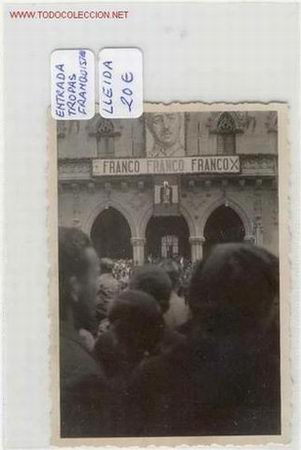 WWW.TODOCOLECCION.NET
ENTRADA
TROPAS
FRANQUISTAS
LLEIDA
20€
FRANCO FRANCO FRANCO